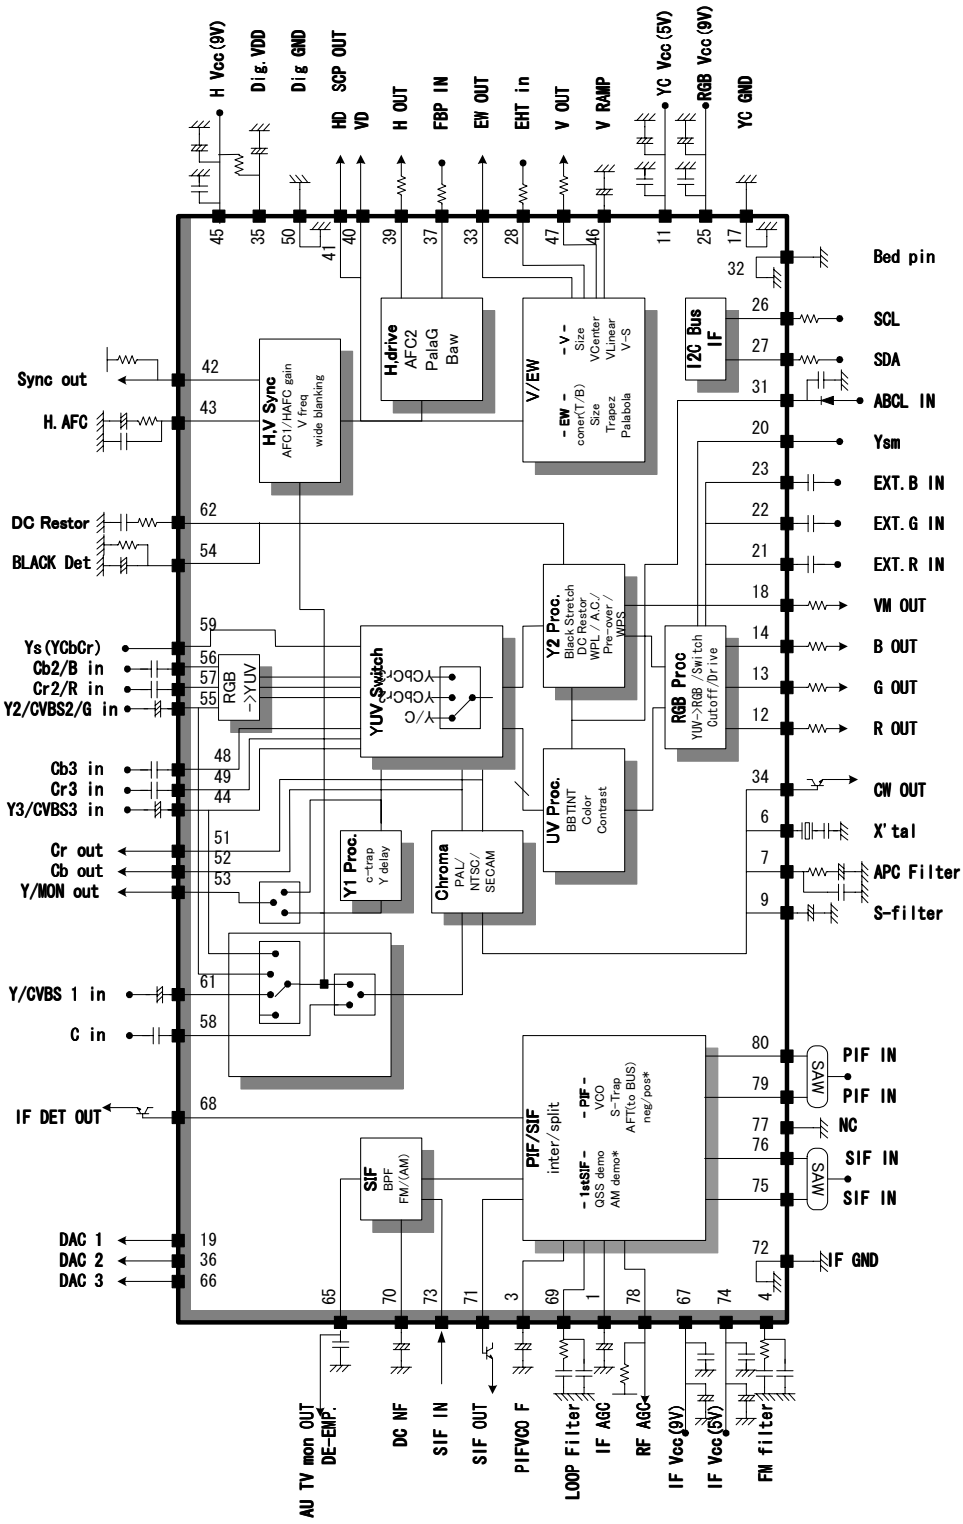 H Vcc(9V)
Dig.VDD
Dig GND
HD SCP OUT
VD
H OUT
FBP IN
EW OUT
EHT in
V OUT
V RAMP
YC Vcc(5V)
RGB Vcc(9V)
YC GND
45
35
50
41
40
39
37
33
28
47
46
11
25
17
32
Bed pin
26
SCL
27
SDA
31
ABCL IN
20
Ysm
23
EXT.B IN
22
EXT.G IN
21
EXT.R IN
18
VM OUT
14
B OUT
13
G OUT
12
R OUT
34
CW OUT
6
X'tal
7
APC Filter
9
S-filter
80
PIF IN
SAW
79
PIF IN
77
NC
76
SIF IN
SAW
75
SIF IN
72
IF GND
Sync out
42
H.AFC
43
DC Restor
62
BLACK Det
54
Ys(YCbCr)
59
Cb2/B in
56
Cr2/R in
57
Y2/CVBS2/G in
55
Cb3 in
48
Cr3 in
49
Y3/CVBS3 in
44
Cr out
51
Cb out
52
Y/MON out
53
Y/CVBS 1 in
61
C in
58
IF DET OUT
68
DAC 1
19
DAC 2
36
DAC 3
66
H,V Sync
AFC1/HAFC gain
V freq
wide blanking
H,drive
AFC2
PalaG
Baw
V/EW
- EW -
coner(T/B)
Size
Trapez
Palabola
- V -
Size
VCenter
VLinear
V-S
I2C Bus
IF
RGB
->YUV
YUV Switch
YCbCr3
YCbCr2
Y/C
Y2 Proc.
Black Stretch
DC Restor
WPL / A.C./
Pre-over /
WPS
RGB Proc
YUV->RGB /Switch
Cutoff/Drive
UV Proc.
BBTINT
Color
Contrast
Y1 Proc.
c-trap
Y delay
Chroma
PAL/
NTSC/
SECAM
SIF
BPF
FM/(AM)
PIF/SIF
inter/split
- 1stSIF -
QSS demo
AM demo*
- PIF -
VCO
S-Trap
AFT(to BUS)
neg/pos*
65
70
73
71
3
69
1
78
67
74
4
AU TV mon OUT
DE-EMP.
DC NF
SIF IN
SIF OUT
PIFVCO F
LOOP Filter
IF AGC
RF AGC
IF Vcc(9V)
IF Vcc(5V)
FM filter